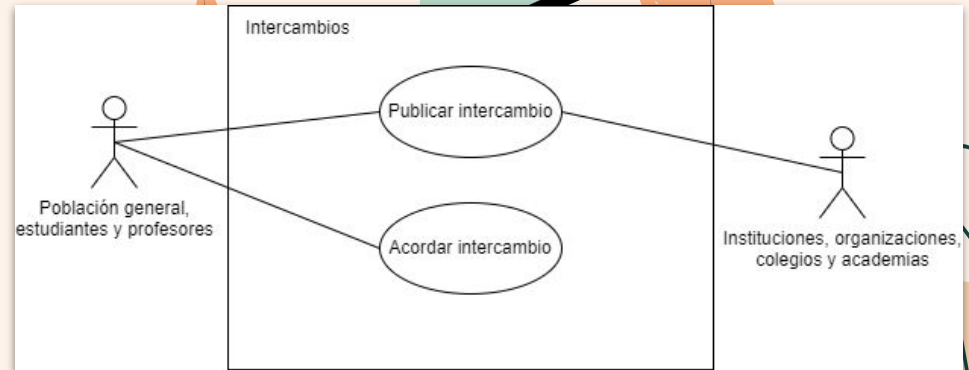 Intercambios
Publicar intercambio
Población general,
estudiantes y profesores
Acordar intercambio
Instituciones, organizaciones,
colegios y academias